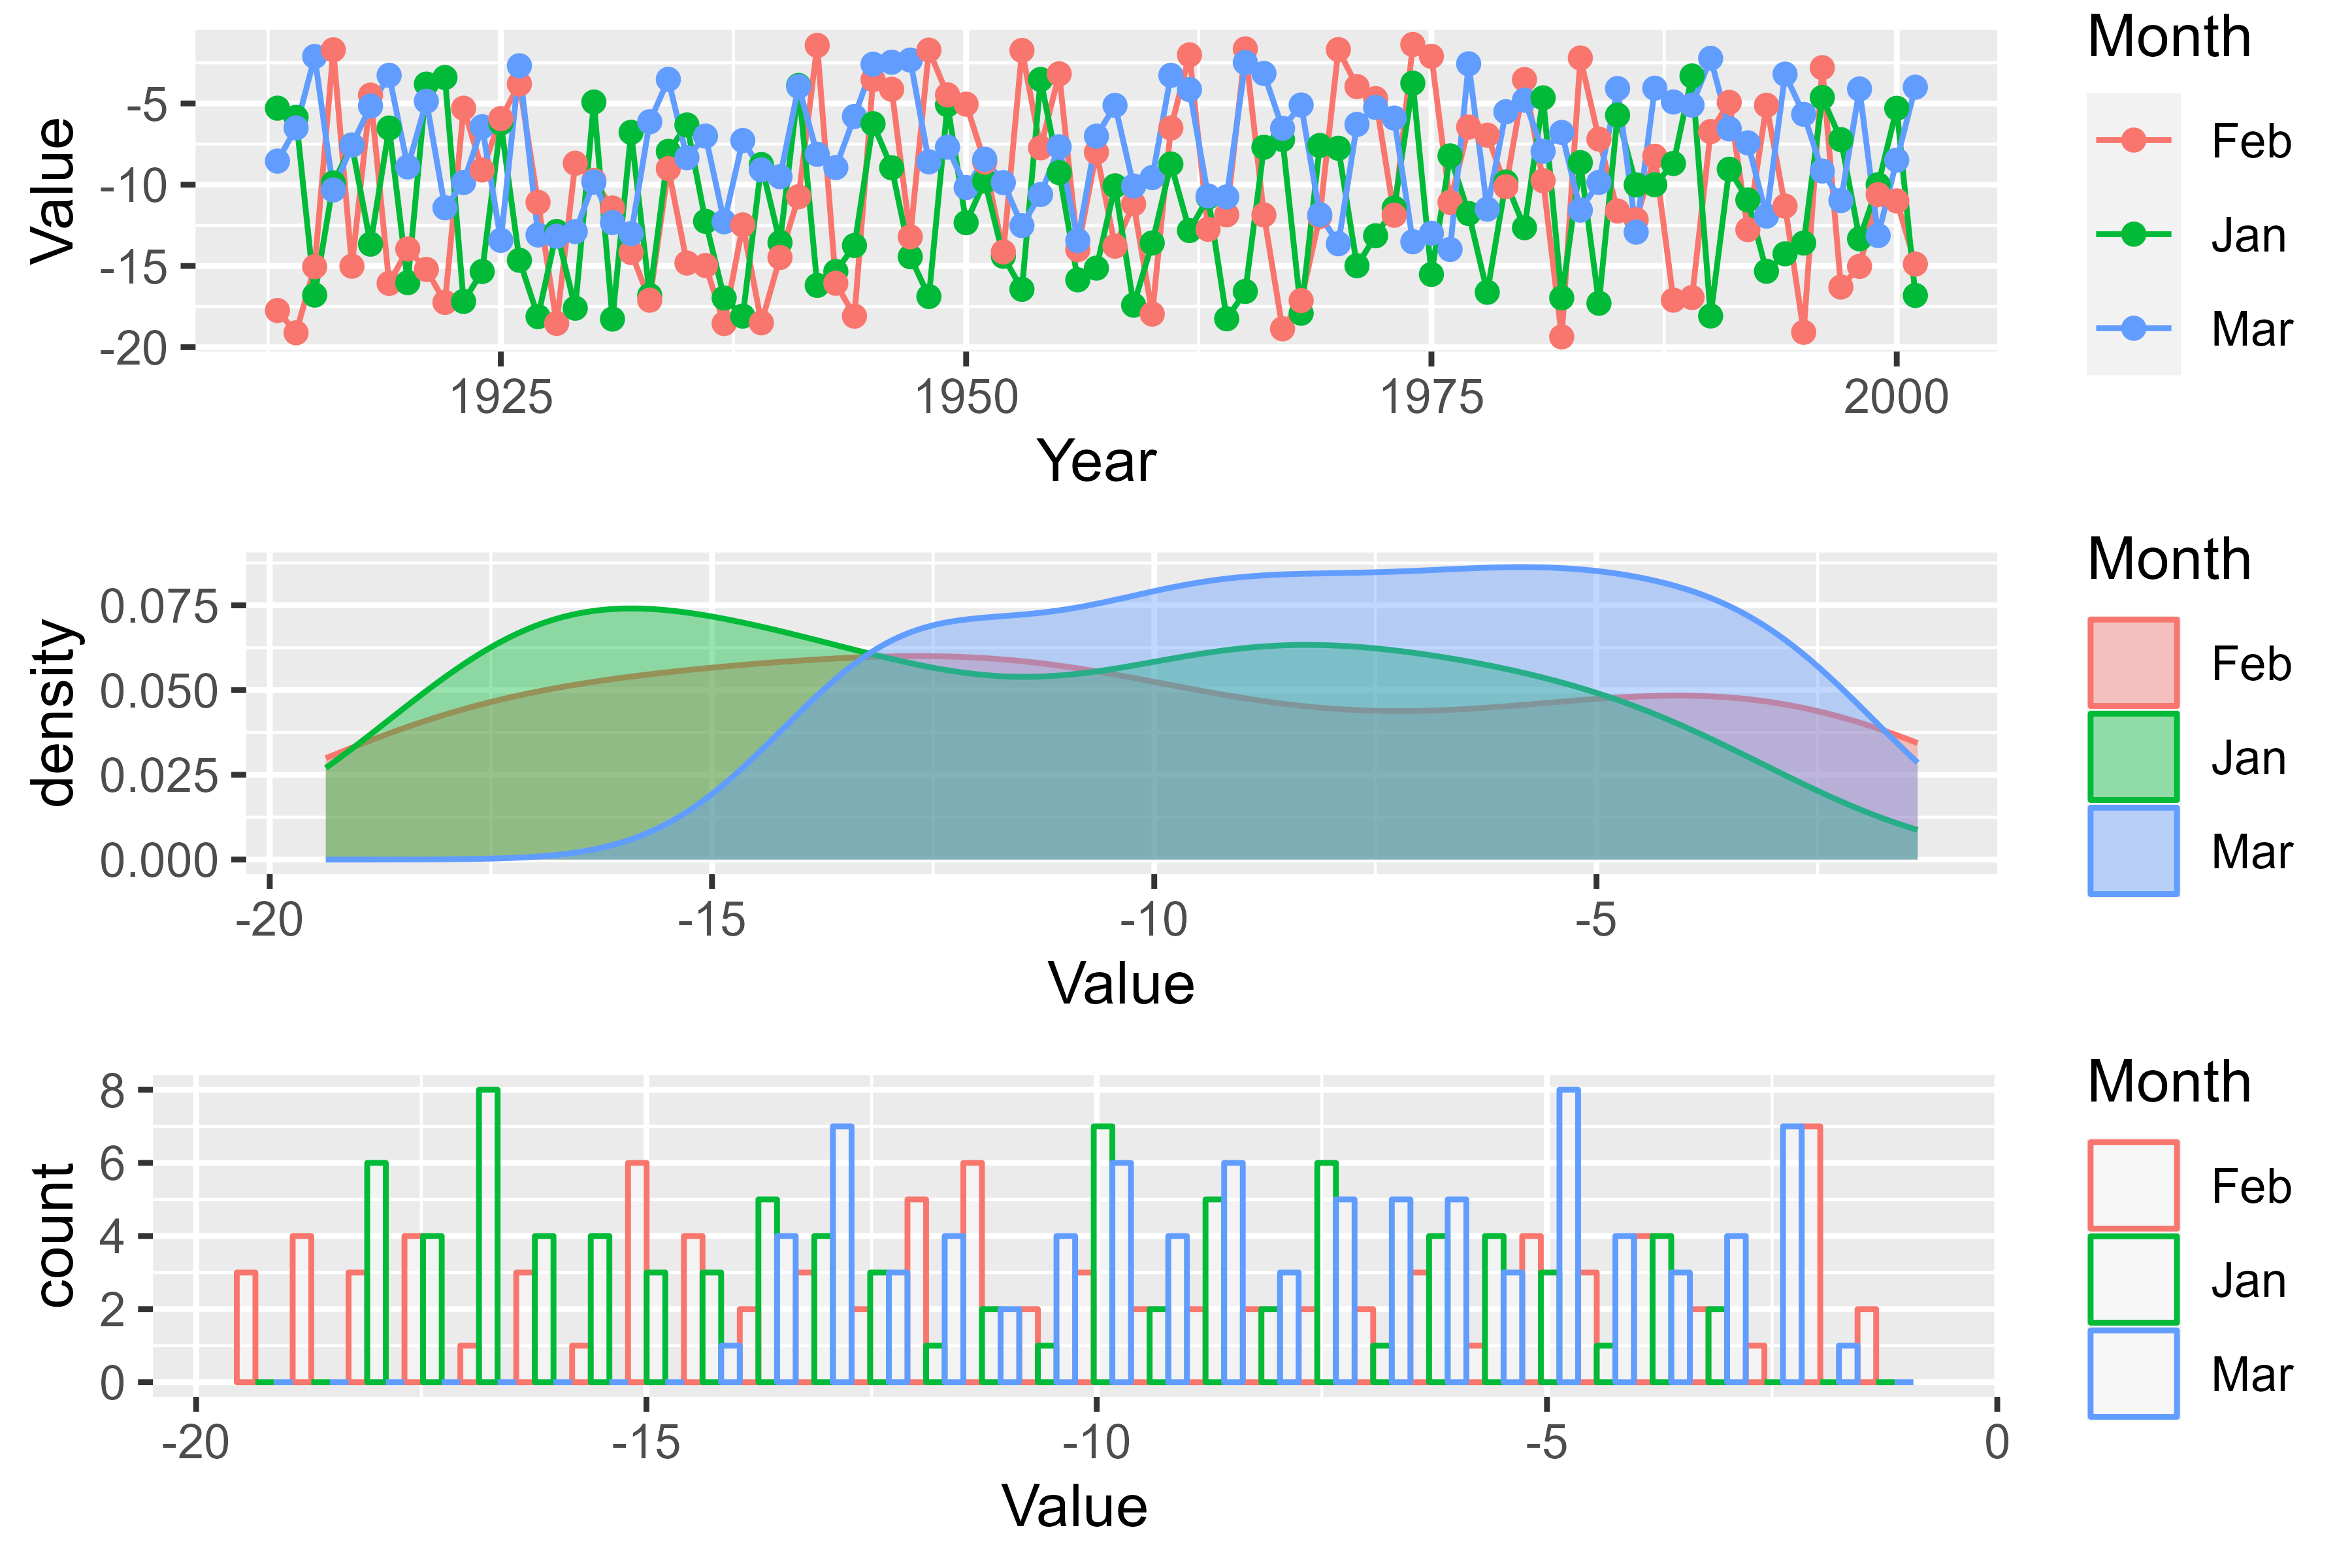 Value
-5
-10
-15
-20
1925 1950 1975 2000
Year
Month
Feb
Jan
Mar
density
0.075
0.050
0.025
0.000
-20 -15 -10 -5
Value
Month
Feb
Jan
Mar
count
8
6
4
2
0
-20 -15 -10 -5 0
Value
Month
Feb
Jan
Mar